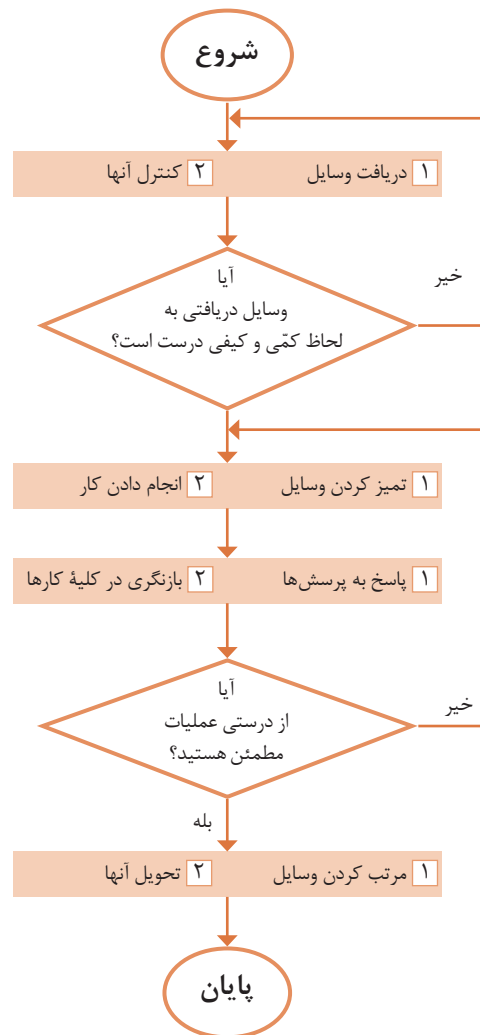 شروع
۱ دریافت وسایل ۲ کنترل آنها
آیا
وسایل دریافتی به
لحاظ کمّی و کیفی درست است؟
خیر
۱ تمیز کردن وسایل ۲ انجام دادن کار
۱ پاسخ به پرسش‌ها ۲ بازنگری در کلیهٔ کارها
آیا
از درستی عملیات
مطمئن هستید؟
خیر
بله
۱ مرتب کردن وسایل ۲ تحویل آنها
پایان